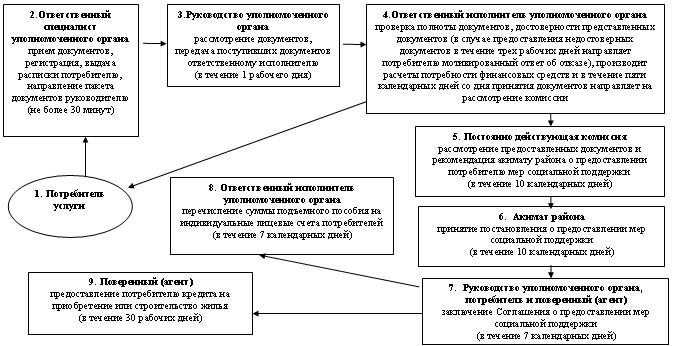 2.Ответственный
специалист
уполномоченного органа
прием документов,
регистрация, выдача
расписки потребителю,
направление пакета
документов руководителю
(не более 30 минут)
3.Руководство уполномоченного
органа
рассмотрение документов,
передача поступивших документов
ответственному исполнителю
(в течение 1 рабочего дня)
4.Ответственный исполнитель уполномоченного органа
проверка полноты документов, достоверности представленных
документов (в случае предоставления недостоверных
документов в течение трех рабочих дней направляет
потребителю мотивированный ответ об отказе), производит
расчеты потребности финансовых средств и в течение пяти
календарных дней со дня принятия документов направляет на
рассмотрение комиссии
5. Постоянно действующая комиссия
рассмотрение предоставленных документов и
рекомендация акимату района о предоставлении
потребителю мер социальной поддержки
(в течение 10 календарных дней)
1. Потребитель
услуги
8. Ответственный исполнитель
уполномоченного органа
перечисление суммы подъемного пособия на
индивидуальные лицевые счета потребителей
(в течение 7 календарных дней)
6. Акимат района
принятие постановления о предоставлении мер
социальной поддержки
(в течение 10 календарных дней)
9. Поверенный (агент)
предоставление потребителю кредита на
приобретение или строительство жилья
(в течение 30 рабочих дней)
7. Руководство уполномоченного органа,
потребитель и поверенный (агент)
заключение Соглашения о предоставлении мер
социальной поддержки
(в течение 7 календарных дней)